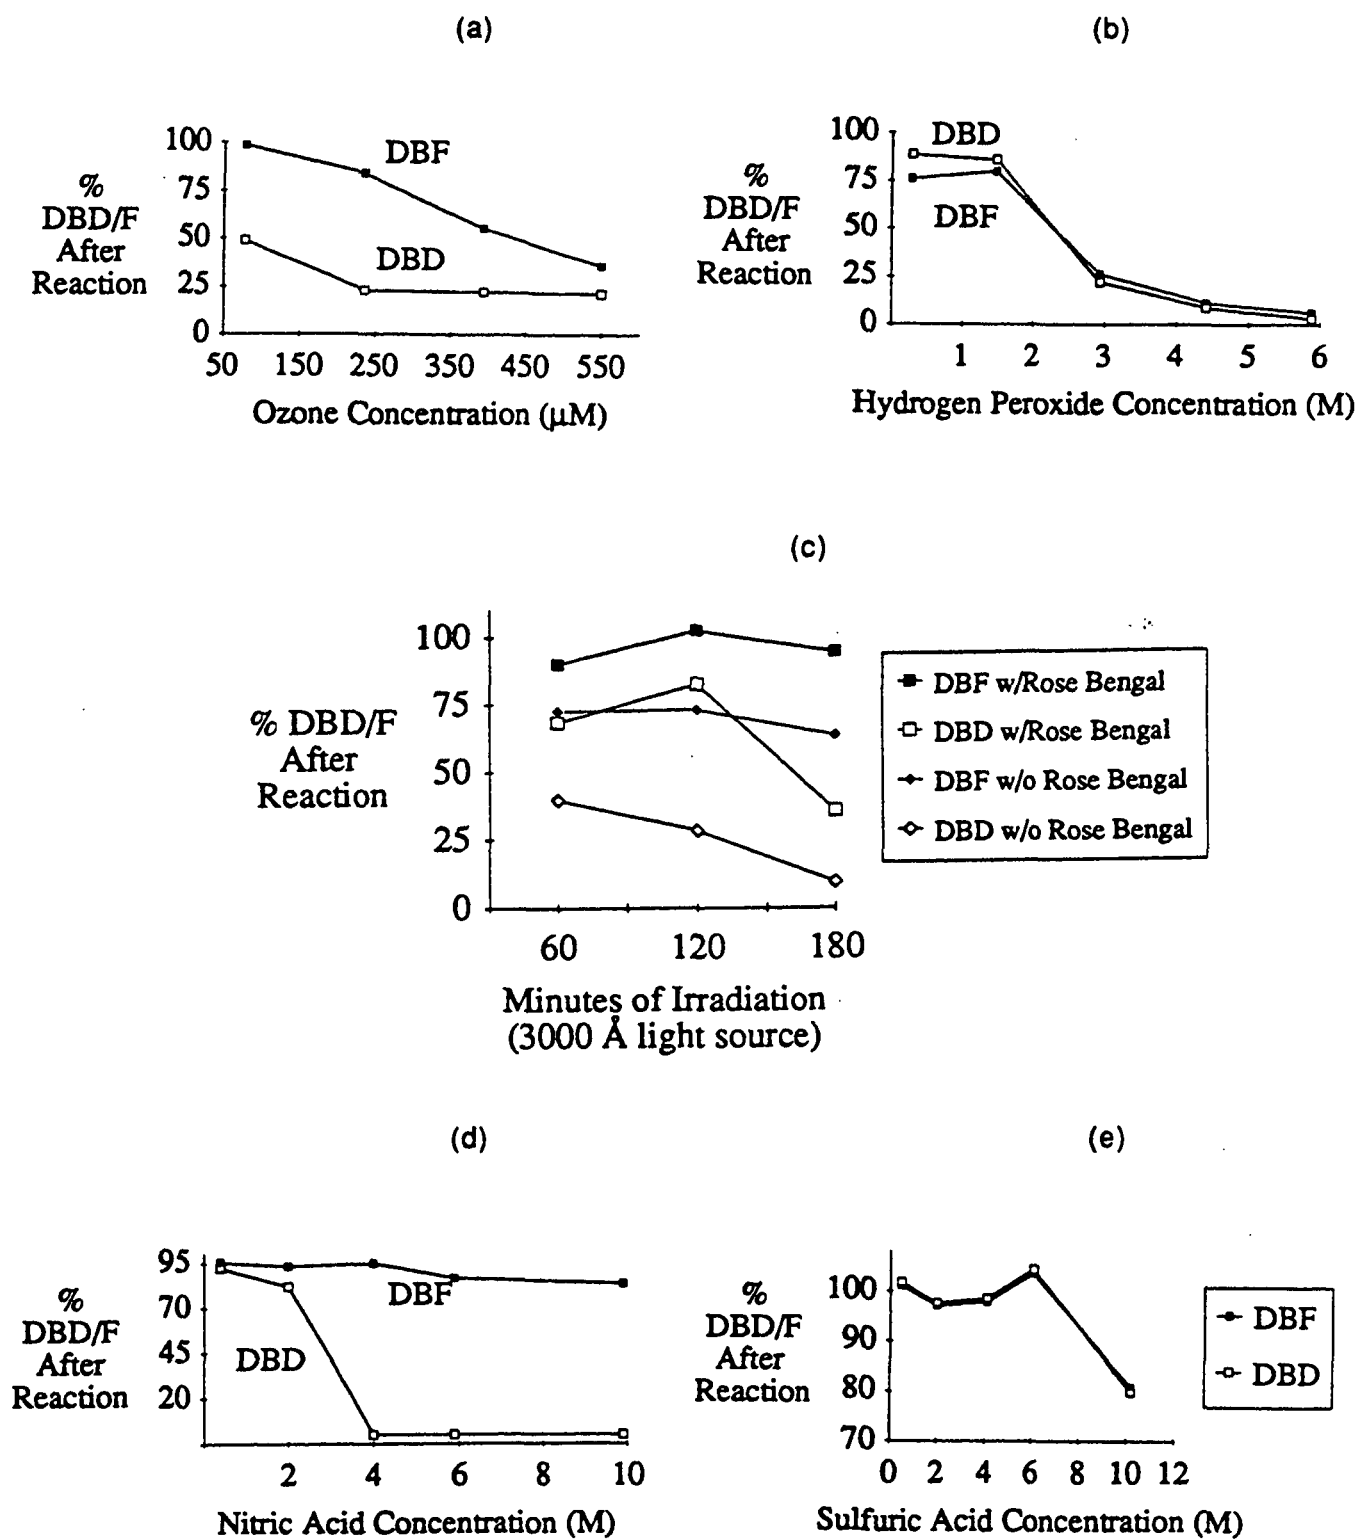 (a)
100
75
50
25
0
%
DBD/F
After
Reaction
DBF
DBD
50 150 250 350 450 550
Ozone Concentration (µM)
(b)
100
75
50
25
0
%
DBD/F
After
Reaction
DBD
DBF
1 2 3 4 5 6
Hydrogen Peroxide Concentration (M)
(c)
100
75
50
25
0
% DBD/F
After
Reaction
60 120 180
Minutes of Irradiation
(3000 Å light source)
DBF w/Rose Bengal
DBD w/Rose Bengal
DBF w/o Rose Bengal
DBD w/o Rose Bengal
(d)
95
70
45
20
%
DBD/F
After
Reaction
DBF
DBD
2 4 6 8 10
Nitric Acid Concentration (M)
(e)
100
90
80
70
%
DBD/F
After
Reaction
0 2 4 6 8 10 12
Sulfuric Acid Concentration (M)
DBF
DBD